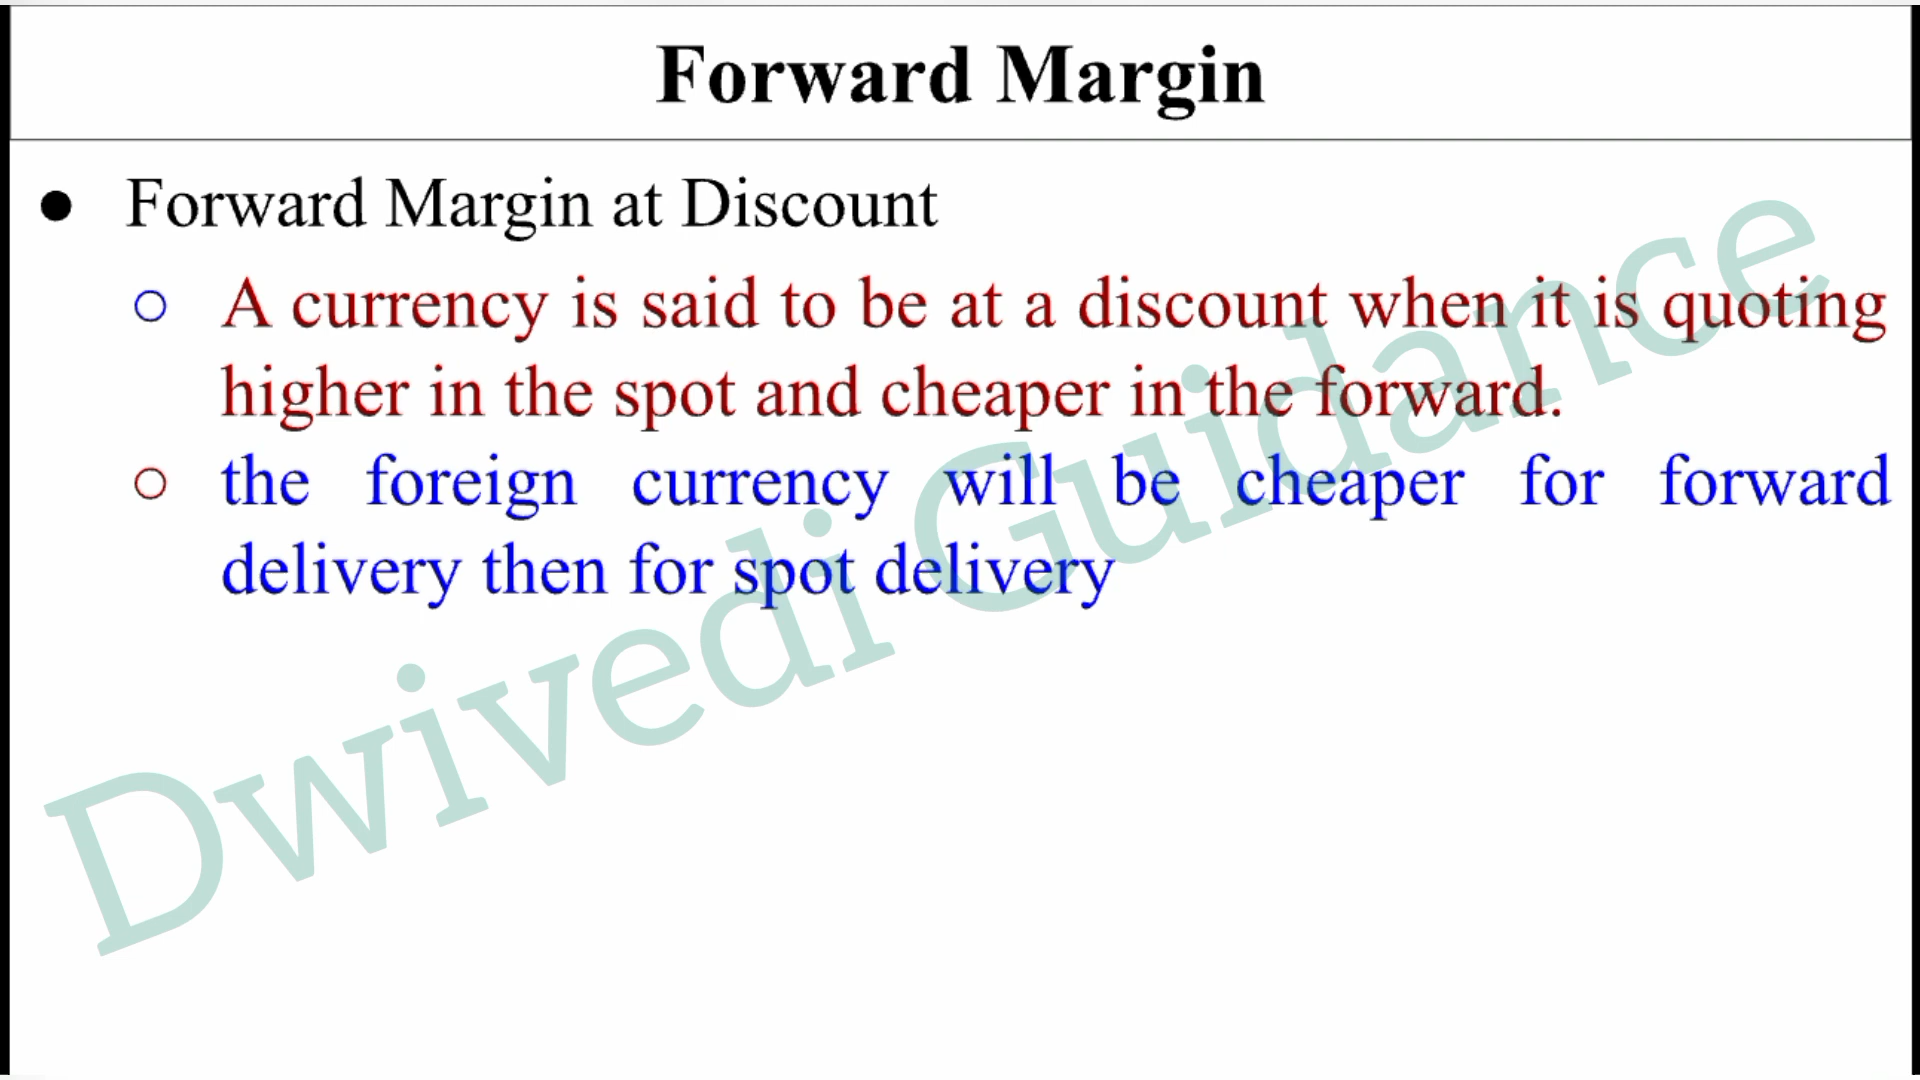 Forward Margin
● Forward Margin at Discount
○ A currency is said to be at a discount when it is quoting
higher in the spot and cheaper in the forward.
○ the foreign currency will be cheaper for forward
delivery then for spot delivery
Dwivedi Guidance